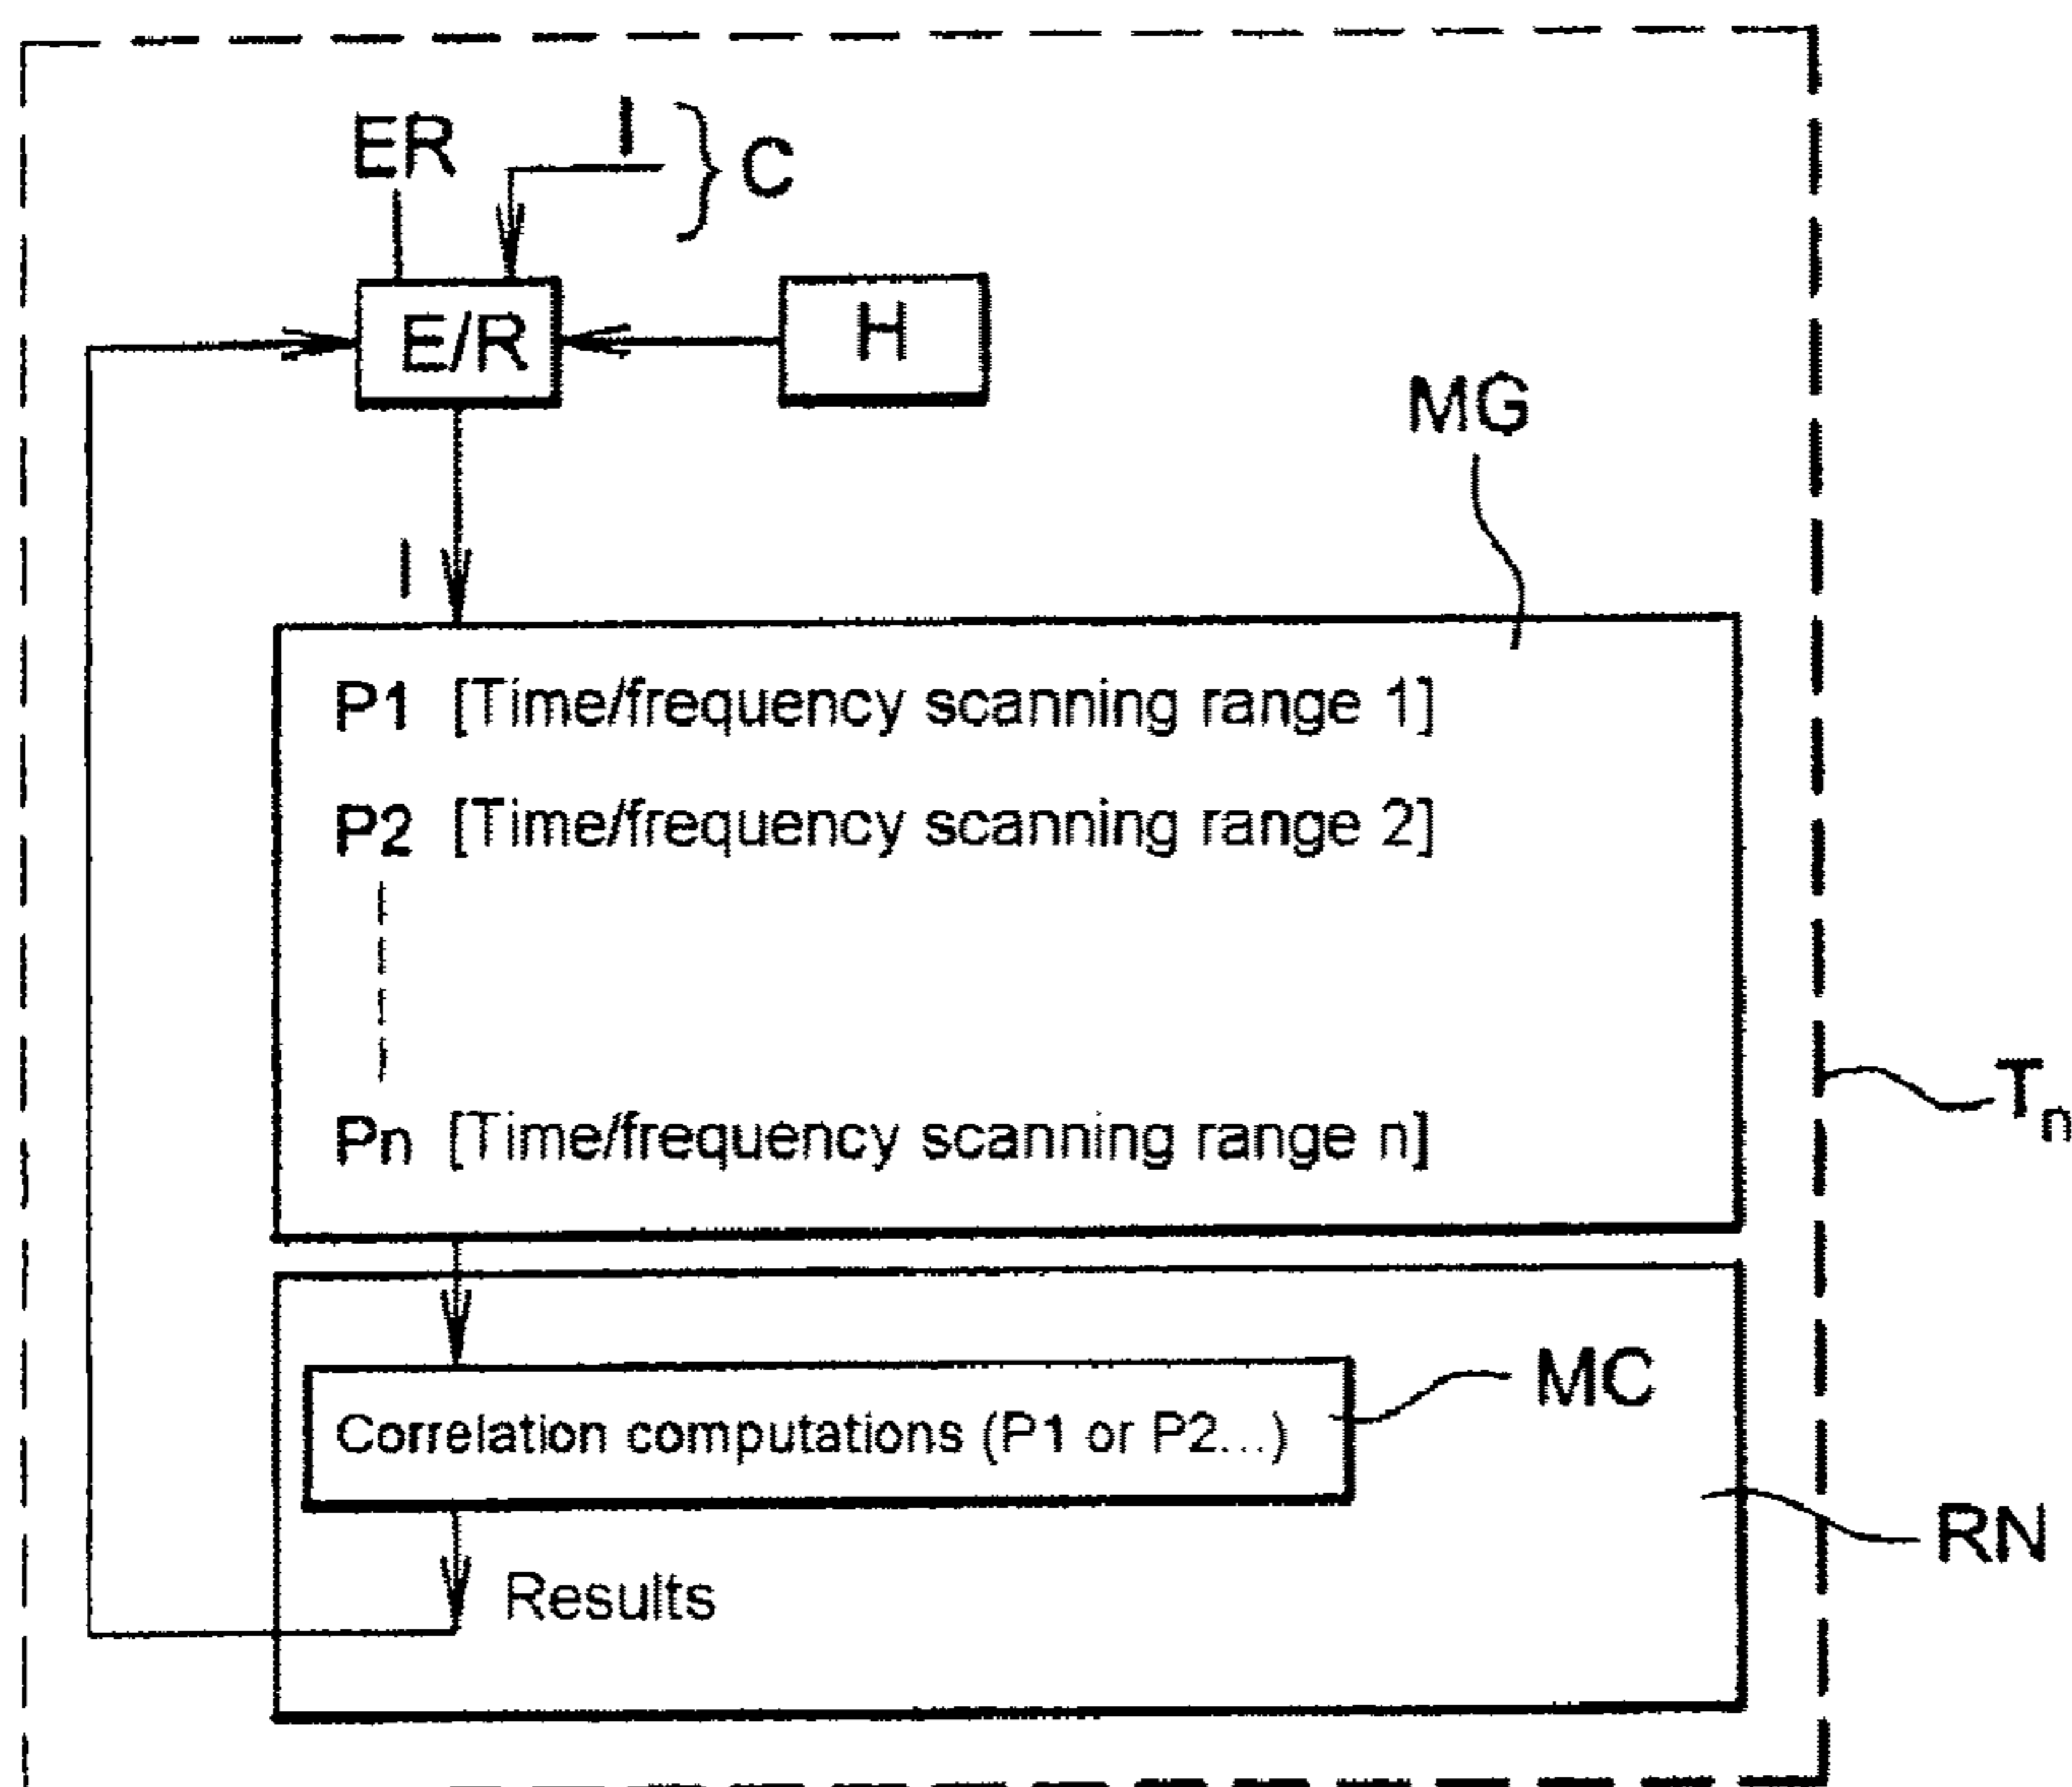 I
ER
C
E/R
H
MG
I
P1 [Time/frequency scanning range 1]
P2 [Time/frequency scanning range 2]
Pn [Time/frequency scanning range n]
Tn
MC
Correlation computations (P1 or P2...)
RN
Results